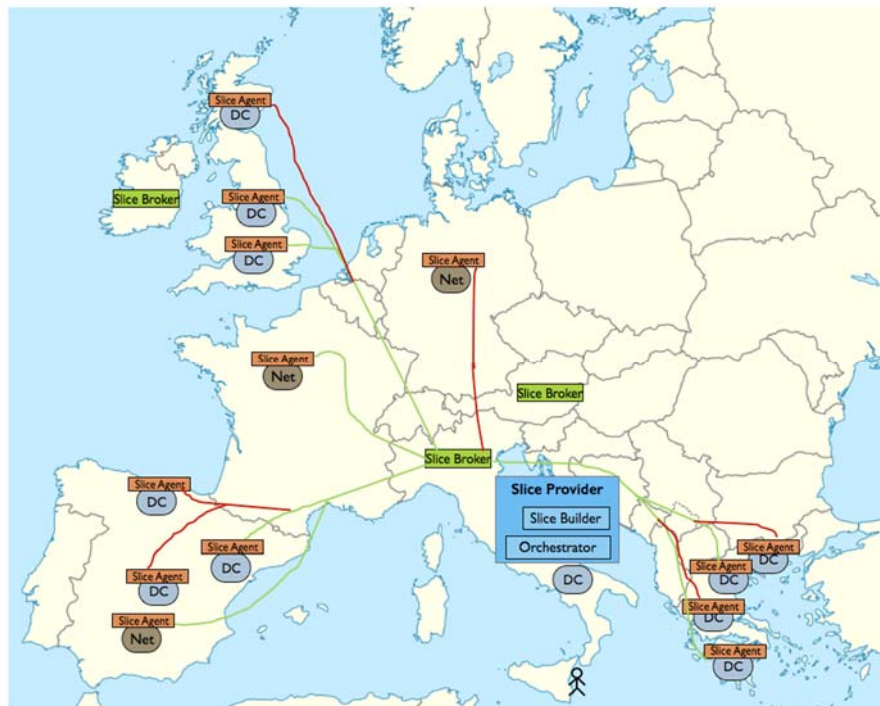 Slice Agent
DC
Slice Broker
Slice Agent
DC
Slice Agent
DC
Slice Agent
Net
Slice Agent
Net
Slice Broker
Slice Broker
Slice Agent
DC
Slice Provider
Slice Builder
Orchestrator
DC
Slice Agent
DC
Slice Agent
DC
Slice Agent
DC
Slice Agent
DC
Slice Agent
DC
Slice Agent
Net
Slice Agent
DC